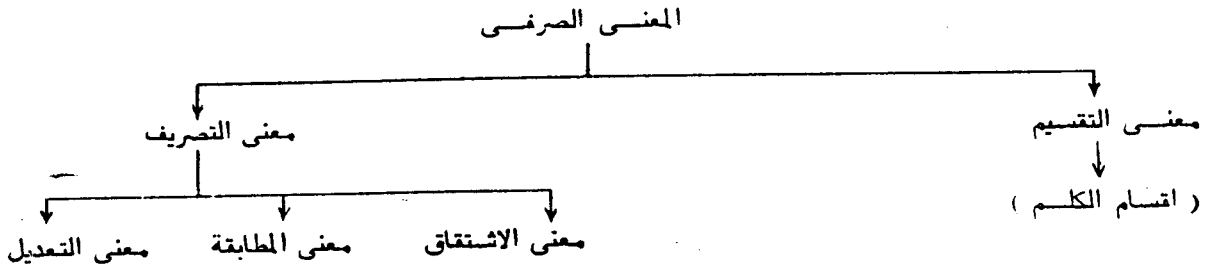 المعنى الصرفى
معنى التقسيم
معنى التصريف
( اقسام الكلم )
معنى الاشتقاق
معنى المطابقة
معنى التعديل